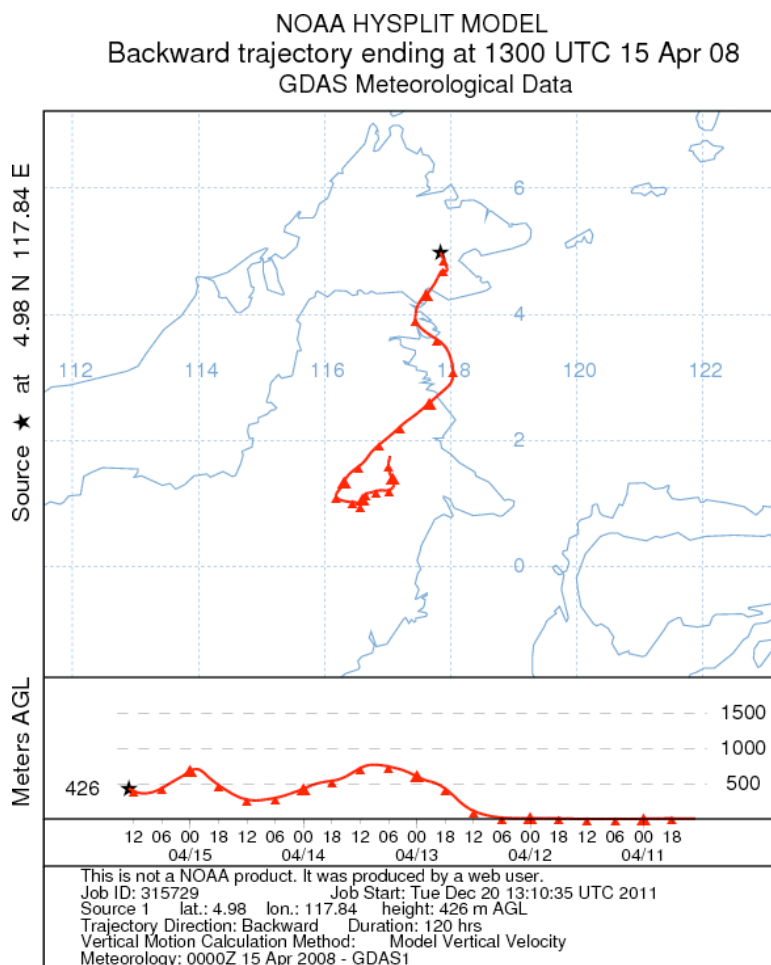 NOAA HYSPLIT MODEL
Backward trajectory ending at 1300 UTC 15 Apr 08
GDAS Meteorological Data
Source ★ at 4.98 N 117.84 E
6
4
112 114 116 118 120 122
2
0
Meters AGL
1500
1000
500
426
12 06 00 18 12 06 00 18 12 06 00 18 12 06 00 18 12 06 00 18
04/15 04/14 04/13 04/12 04/11
This is not a NOAA product. It was produced by a web user.
Job ID: 315729 Job Start: Tue Dec 20 13:10:35 UTC 2011
Source 1 lat.: 4.98 lon.: 117.84 height: 426 m AGL
Trajectory Direction: Backward Duration: 120 hrs
Vertical Motion Calculation Method: Model Vertical Velocity
Meteorology: 0000Z 15 Apr 2008 - GDAS1